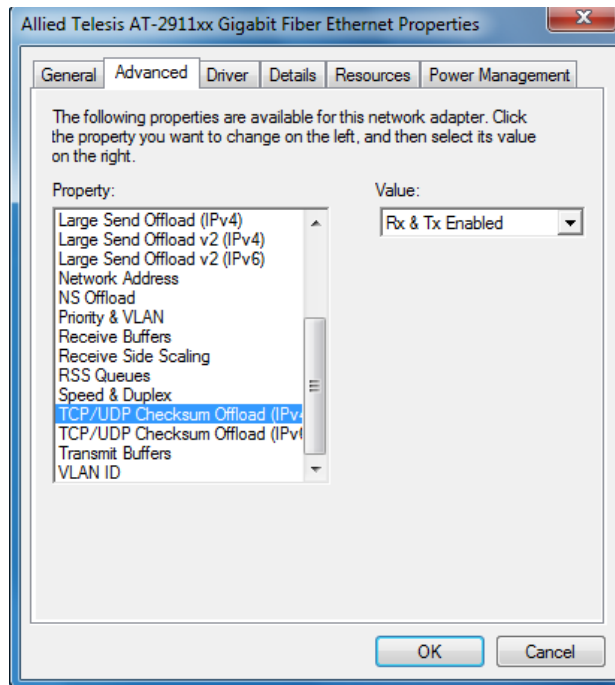 Allied Telesis AT-2911xx Gigabit Fiber Ethernet Properties
General Advanced Driver Details Resources Power Management
The following properties are available for this network adapter. Click
the property you want to change on the left, and then select its value
on the right.
Property:
Value:
Large Send Offload (IPv4)
Rx & Tx Enabled
Large Send Offload v2 (IPv4)
Large Send Offload v2 (IPv6)
Network Address
NS Offload
Priority & VLAN
Receive Buffers
Receive Side Scaling
RSS Queues
Speed & Duplex
TCP/UDP Checksum Offload (IPv4
TCP/UDP Checksum Offload (IPv6
Transmit Buffers
VLAN ID
OK
Cancel